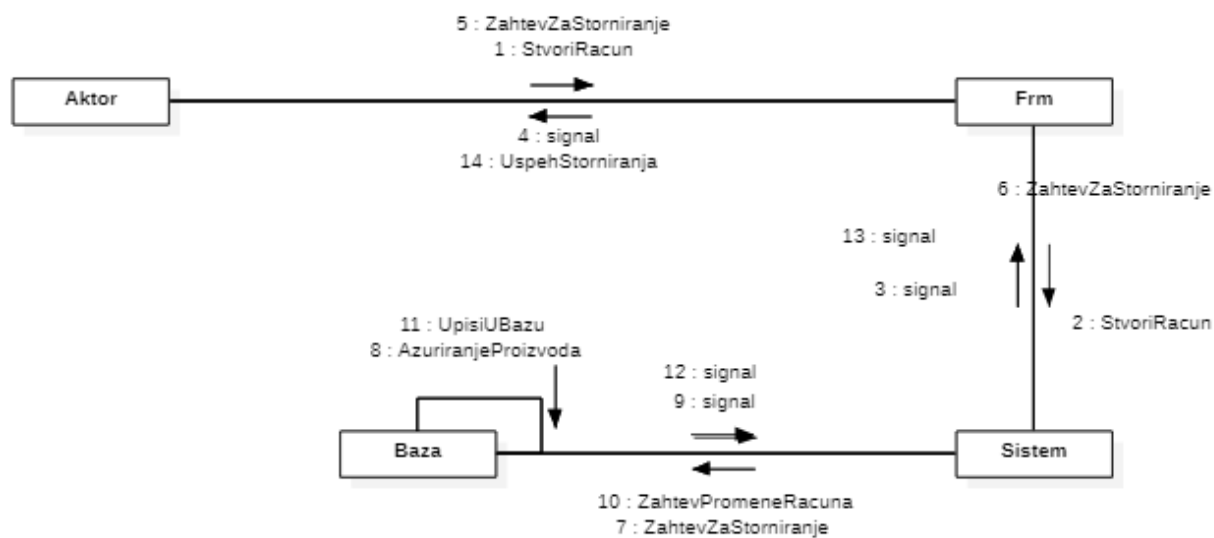 5 : ZahtevZaStorniranje
1 : StvoriRacun
Aktor
Frm
4 : signal
14 : UspehStorniranja
6 : ZahtevZaStorniranje
13 : signal
3 : signal
2 : StvoriRacun
11 : UpisiUBazu
8 : AzuriranjeProizvoda
12 : signal
9 : signal
Baza
Sistem
10 : ZahtevPromeneRacuna
7 : ZahtevZaStorniranje